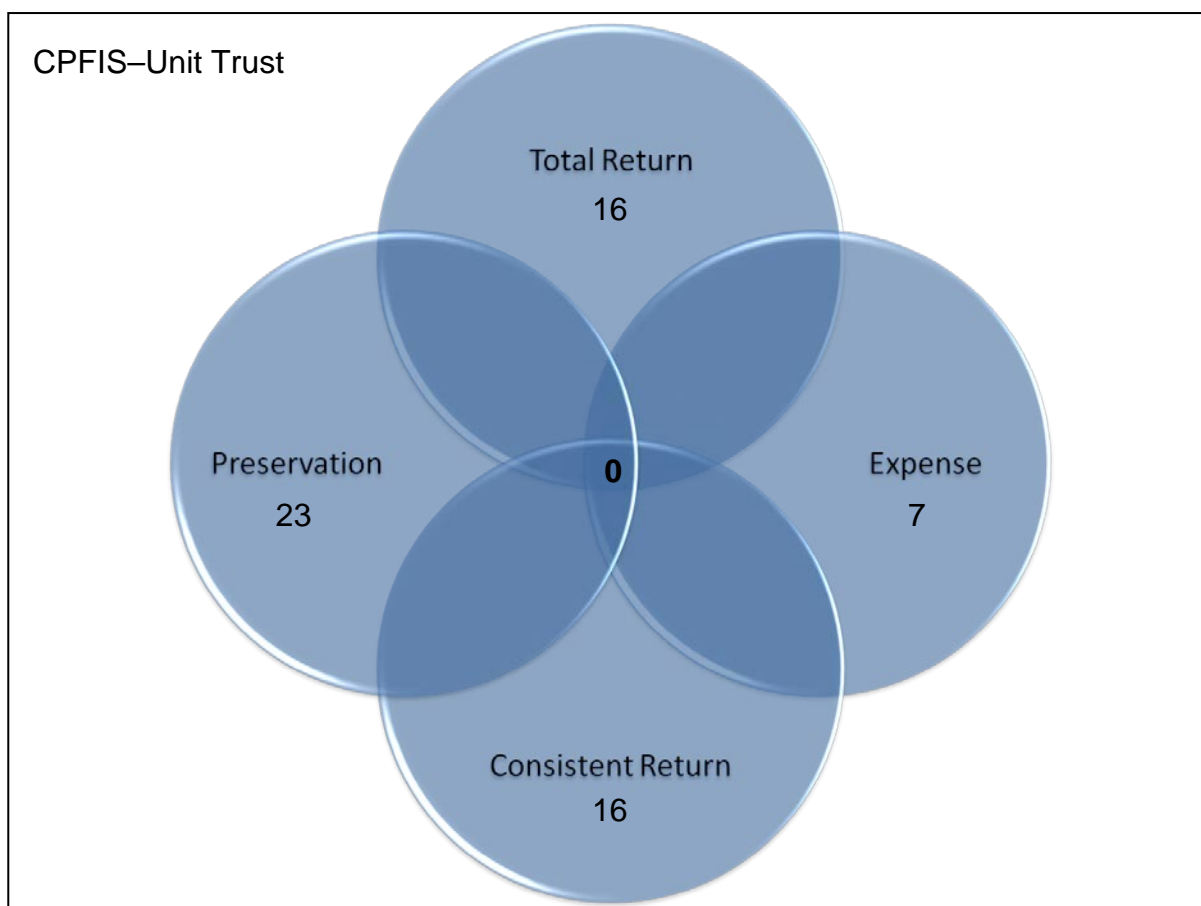 CPFIS–Unit Trust
Total Return
16
Preservation
23
0
Expense
7
Consistent Return
16